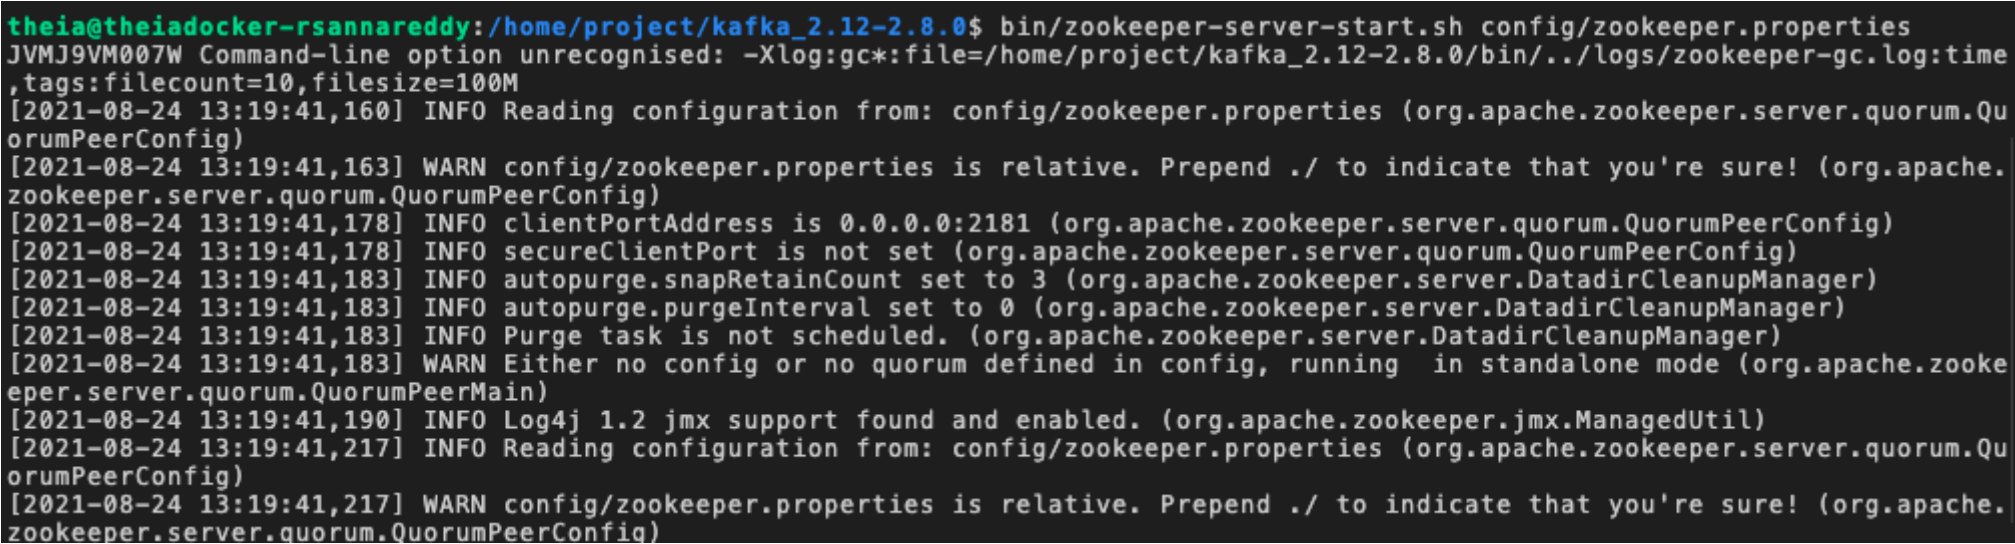 theia@theiadocker-rsannareddy:/home/project/kafka_2.12-2.8.0$ bin/zookeeper-server-start.sh config/zookeeper.properties
JVMJ9VM007W Command-line option unrecognised: -Xlog:gc*:file=/home/project/kafka_2.12-2.8.0/bin/../logs/zookeeper-gc.log:time
,tags:filecount=10,filesize=100M
[2021-08-24 13:19:41,160] INFO Reading configuration from: config/zookeeper.properties (org.apache.zookeeper.server.quorum.Qu
orumPeerConfig)
[2021-08-24 13:19:41,163] WARN config/zookeeper.properties is relative. Prepend ./ to indicate that you're sure! (org.apache.
zookeeper.server.quorum.QuorumPeerConfig)
[2021-08-24 13:19:41,178] INFO clientPortAddress is 0.0.0.0:2181 (org.apache.zookeeper.server.quorum.QuorumPeerConfig)
[2021-08-24 13:19:41,178] INFO secureClientPort is not set (org.apache.zookeeper.server.quorum.QuorumPeerConfig)
[2021-08-24 13:19:41,183] INFO autopurge.snapRetainCount set to 3 (org.apache.zookeeper.server.DatadirCleanupManager)
[2021-08-24 13:19:41,183] INFO autopurge.purgeInterval set to 0 (org.apache.zookeeper.server.DatadirCleanupManager)
[2021-08-24 13:19:41,183] INFO Purge task is not scheduled. (org.apache.zookeeper.server.DatadirCleanupManager)
[2021-08-24 13:19:41,183] WARN Either no config or no quorum defined in config, running  in standalone mode (org.apache.zooke
eper.server.quorum.QuorumPeerMain)
[2021-08-24 13:19:41,190] INFO Log4j 1.2 jmx support found and enabled. (org.apache.zookeeper.jmx.ManagedUtil)
[2021-08-24 13:19:41,217] INFO Reading configuration from: config/zookeeper.properties (org.apache.zookeeper.server.quorum.Qu
orumPeerConfig)
[2021-08-24 13:19:41,217] WARN config/zookeeper.properties is relative. Prepend ./ to indicate that you're sure! (org.apache.
zookeeper.server.quorum.QuorumPeerConfig)